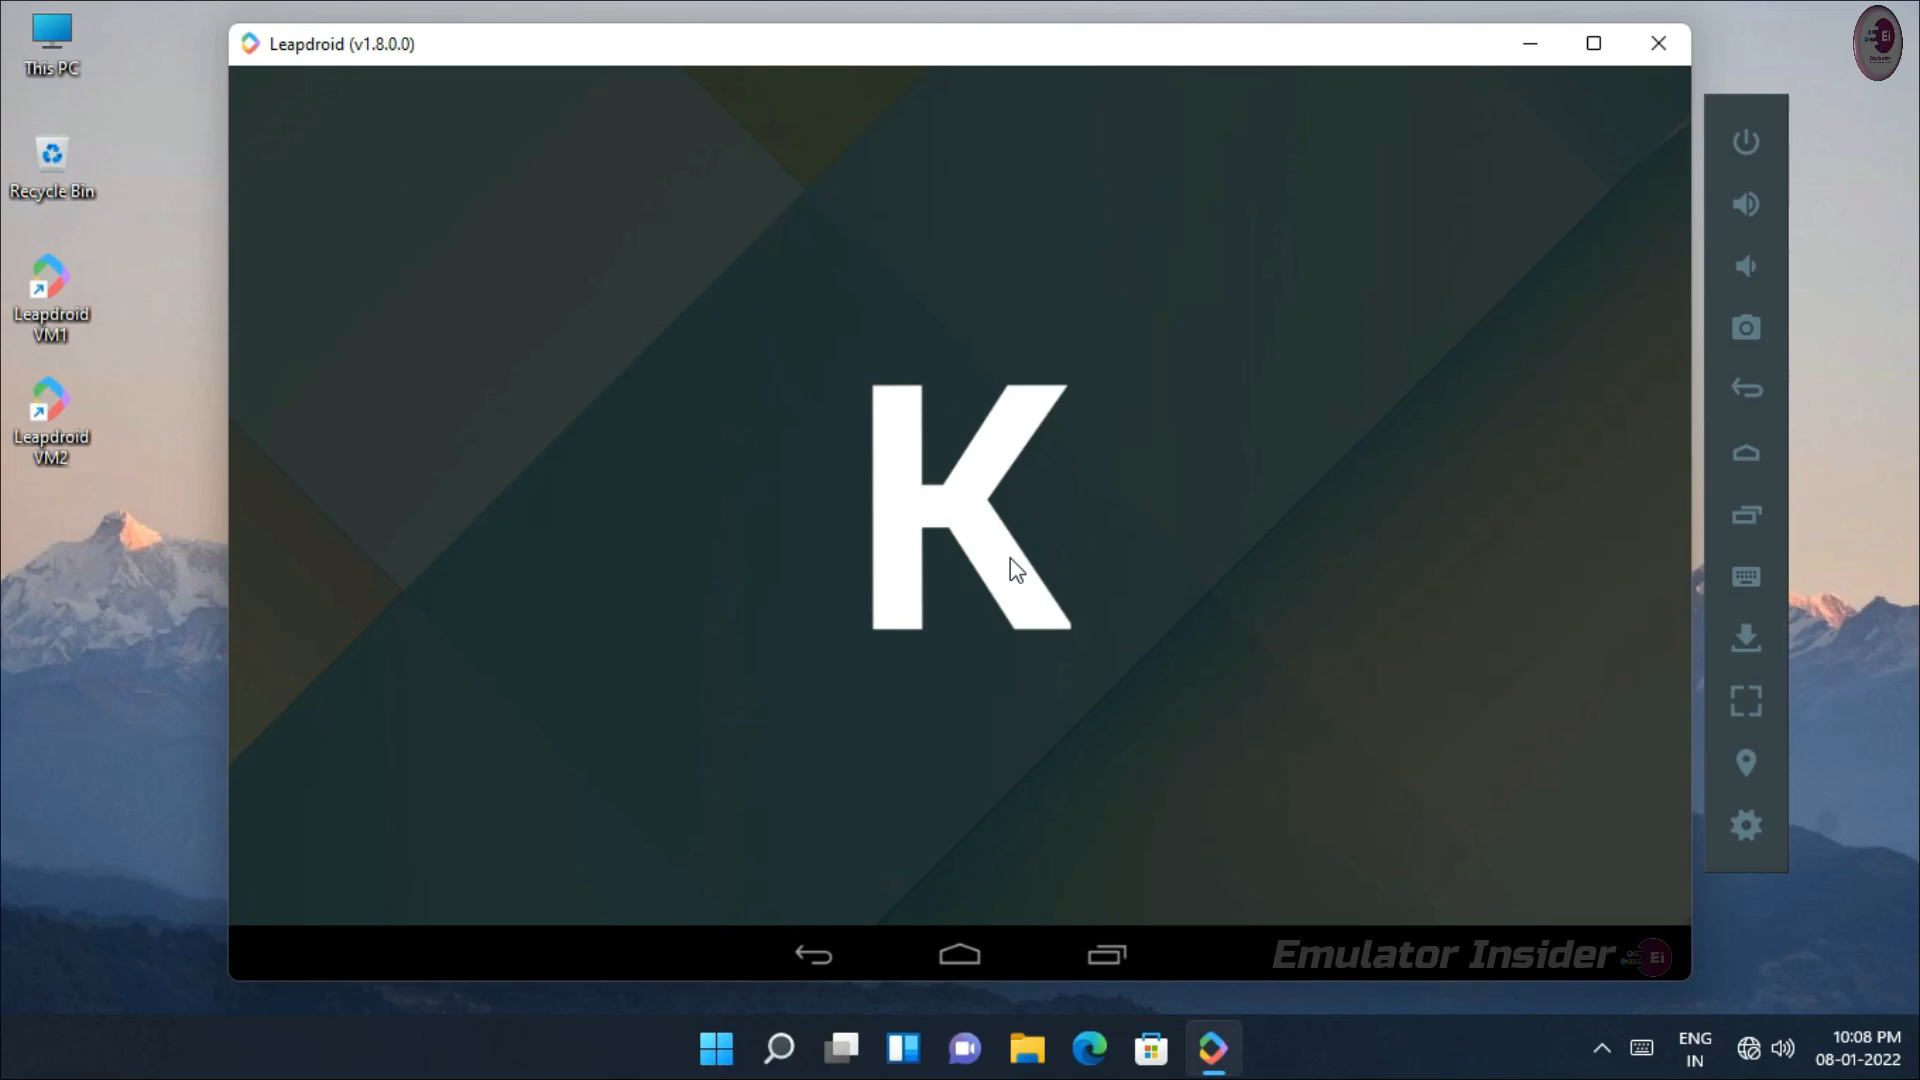 Leapdroid (v1.8.0.0)
Ei
This PC
Recycle Bin
Leapdroid
VM1
Leapdroid
VM2
K
Emulator Insider
Ei
ENG
IN
10:08 PM
08-01-2022